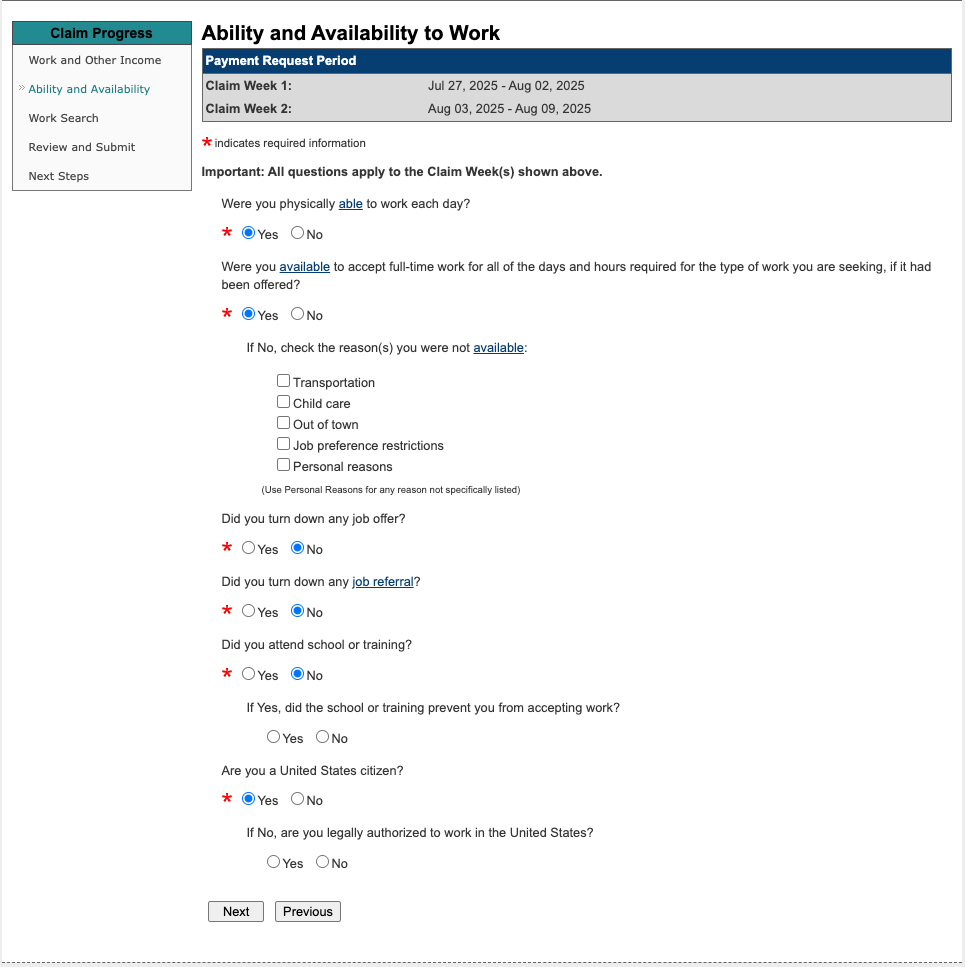 Claim Progress
Work and Other Income
» Ability and Availability
Work Search
Review and Submit
Next Steps
Ability and Availability to Work
Payment Request Period
Claim Week 1: Jul 27, 2025 - Aug 02, 2025
Claim Week 2: Aug 03, 2025 - Aug 09, 2025
* indicates required information
Important: All questions apply to the Claim Week(s) shown above.
Were you physically able to work each day?
* Yes No
Were you available to accept full-time work for all of the days and hours required for the type of work you are seeking, if it had
been offered?
* Yes No
If No, check the reason(s) you were not available:
Transportation
Child care
Out of town
Job preference restrictions
Personal reasons
(Use Personal Reasons for any reason not specifically listed)
Did you turn down any job offer?
* Yes No
Did you turn down any job referral?
* Yes No
Did you attend school or training?
* Yes No
If Yes, did the school or training prevent you from accepting work?
Yes No
Are you a United States citizen?
* Yes No
If No, are you legally authorized to work in the United States?
Yes No
Next Previous